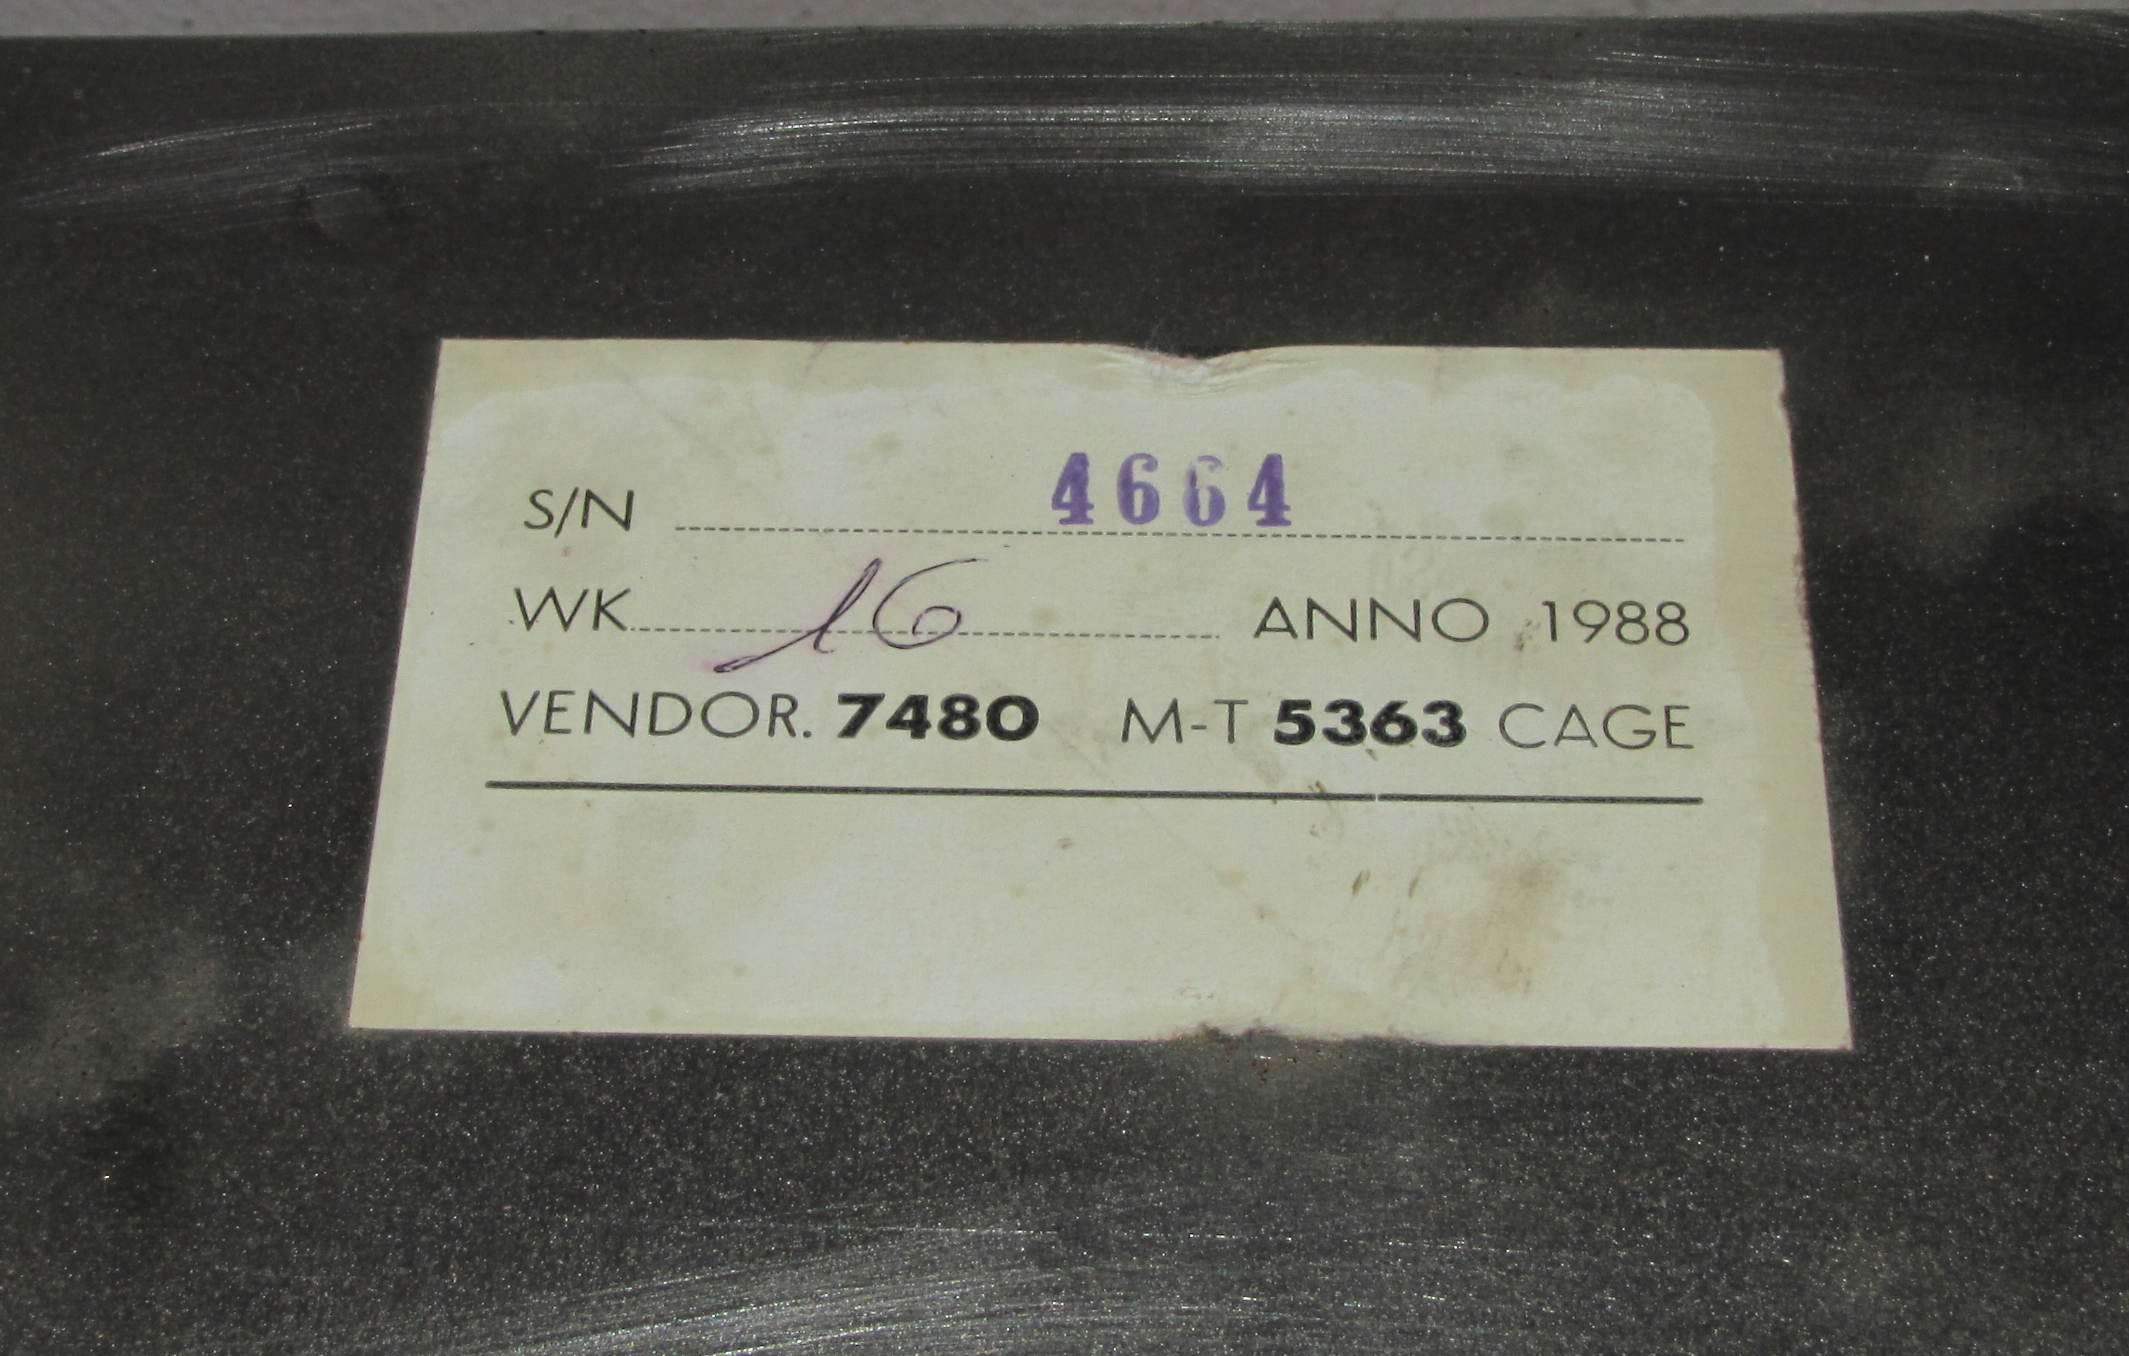 S/N 4664
WK 16 ANNO 1988
VENDOR. 7480 M-T 5363 CAGE